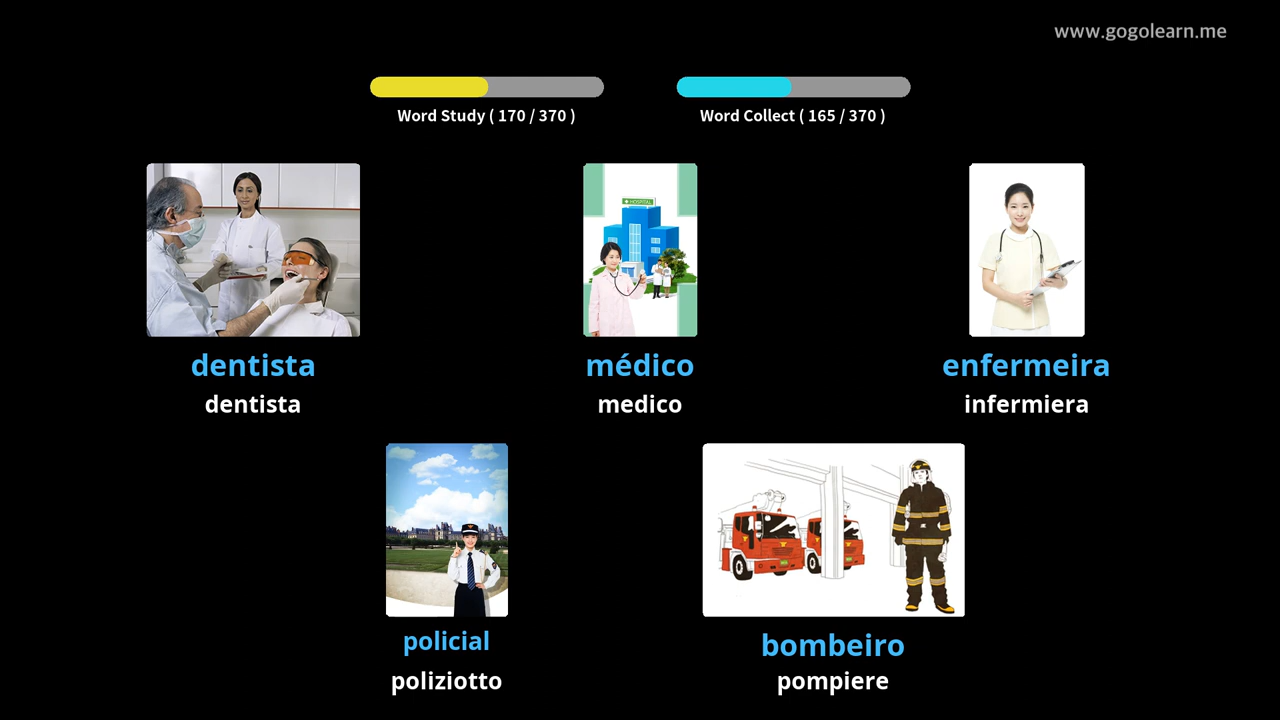 www.gogolearn.me
Word Study ( 170 / 370 )
Word Collect ( 165 / 370 )
HOSPITAL
dentista
dentista
médico
medico
enfermeira
infermiera
policial
poliziotto
bombeiro
pompiere